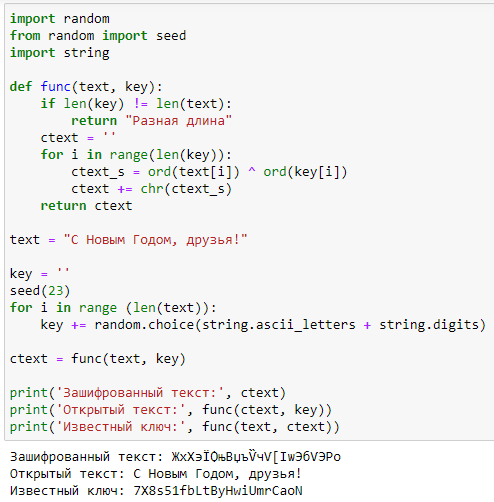 import random
from random import seed
import string
def func(text, key):
if len(key) != len(text):
return "Разная длина"
ctext = ''
for i in range(len(key)):
ctext_s = ord(text[i]) ^ ord(key[i])
ctext += chr(ctext_s)
return ctext
text = "С Новым Годом, друзья!"
key = ''
seed(23)
for i in range (len(text)):
key += random.choice(string.ascii_letters + string.digits)
ctext = func(text, key)
print('Зашифрованный текст:', ctext)
print('Открытый текст:', func(ctext, key))
print('Известный ключ:', func(text, ctext))
Зашифрованный текст: ЖxХэЇѺњBџъѶчѴ[IѡЭбѴЭРo
Открытый текст: С Новым Годом, друзья!
Известный ключ: 7X8s51fbLtByHwiUmrCaoN